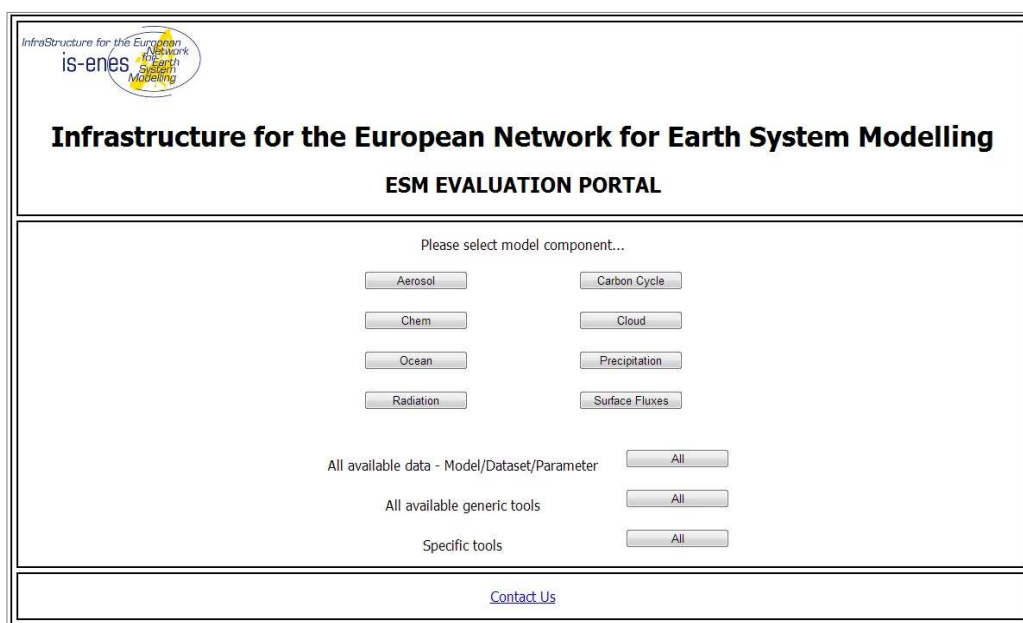 InfraStructure for the European
Network
for Earth
is-enes
System
Modelling
Infrastructure for the European Network for Earth System Modelling
ESM EVALUATION PORTAL
Please select model component...
Aerosol Carbon Cycle
Chem Cloud
Ocean Precipitation
Radiation Surface Fluxes
All available data - Model/Dataset/Parameter All
All available generic tools All
Specific tools All
Contact Us